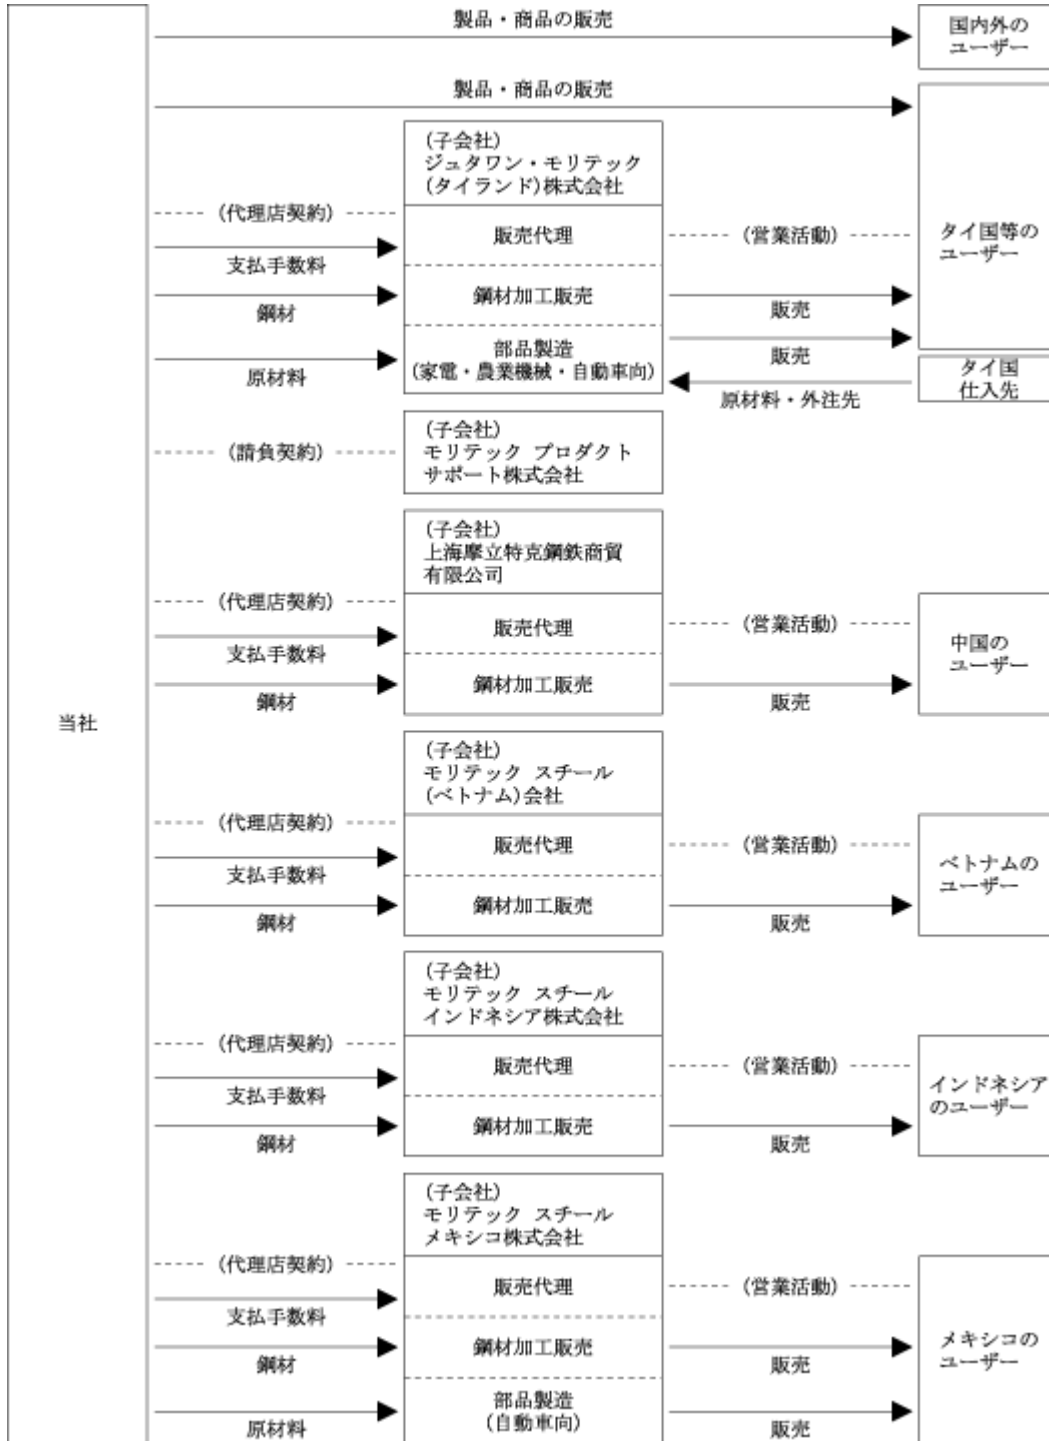 製品・商品の販売
国内外の
ユーザー
製品・商品の販売
(子会社)
ジュタワン・モリテック
(タイランド)株式会社
(代理店契約)
販売代理
(営業活動)
タイ国等の
ユーザー
支払手数料
鋼材加工販売
鋼材
販売
部品製造
(家電・農業機械・自動車向)
販売
タイ国
仕入先
原材料
原材料・外注先
(子会社)
モリテック プロダクト
サポート株式会社
(請負契約)
(子会社)
上海摩立特克鋼鉄商貿
有限公司
(代理店契約)
販売代理
(営業活動)
中国の
ユーザー
支払手数料
鋼材加工販売
鋼材
販売
当社
(子会社)
モリテック スチール
(ベトナム)会社
(代理店契約)
販売代理
(営業活動)
ベトナムの
ユーザー
支払手数料
鋼材加工販売
鋼材
販売
(子会社)
モリテック スチール
インドネシア株式会社
(代理店契約)
販売代理
(営業活動)
インドネシア
のユーザー
支払手数料
鋼材加工販売
鋼材
販売
(子会社)
モリテック スチール
メキシコ株式会社
(代理店契約)
販売代理
(営業活動)
支払手数料
メキシコの
ユーザー
鋼材加工販売
鋼材
販売
部品製造
(自動車向)
原材料
販売